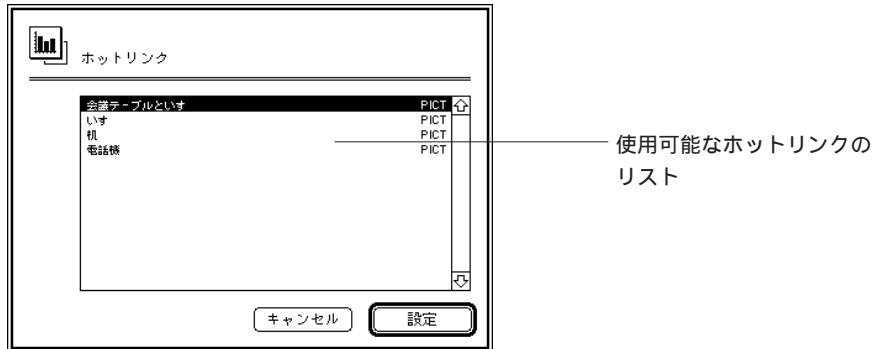 ホットリンク
会議テーブルといす PICT
いす PICT
机 PICT
電話機 PICT
使用可能なホットリンクの
リスト
キャンセル 設定